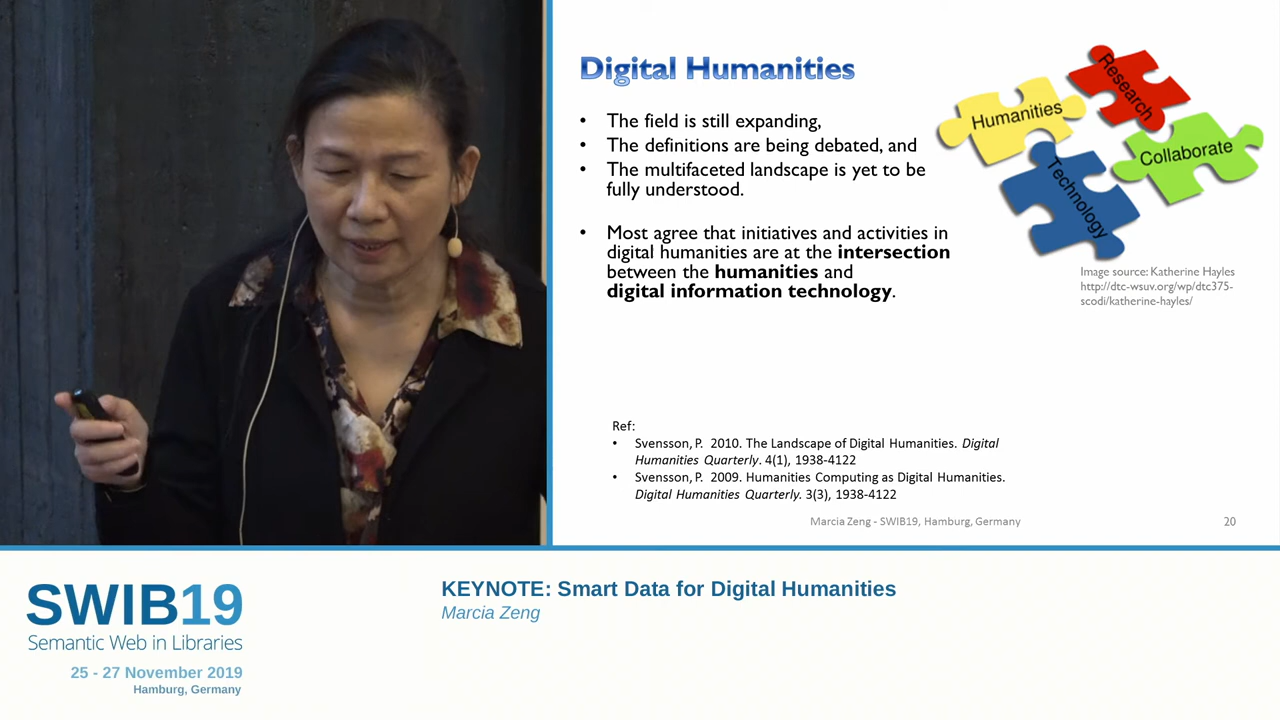 Digital Humanities
• The field is still expanding,
• The definitions are being debated, and
• The multifaceted landscape is yet to be
fully understood.
• Most agree that initiatives and activities in
digital humanities are at the intersection
between the humanities and
digital information technology.
Humanities
Research
Collaborate
Technology
Image source: Katherine Hayles
http://dtc-wsuv.org/wp/dtc375-
scodi/katherine-hayles/
Ref:
• Svensson, P. 2010. The Landscape of Digital Humanities. Digital
Humanities Quarterly. 4(1), 1938-4122
• Svensson, P. 2009. Humanities Computing as Digital Humanities.
Digital Humanities Quarterly. 3(3), 1938-4122
Marcia Zeng - SWIB19, Hamburg, Germany
20
SWIB19
Semantic Web in Libraries
25 - 27 November 2019
Hamburg, Germany
KEYNOTE: Smart Data for Digital Humanities
Marcia Zeng